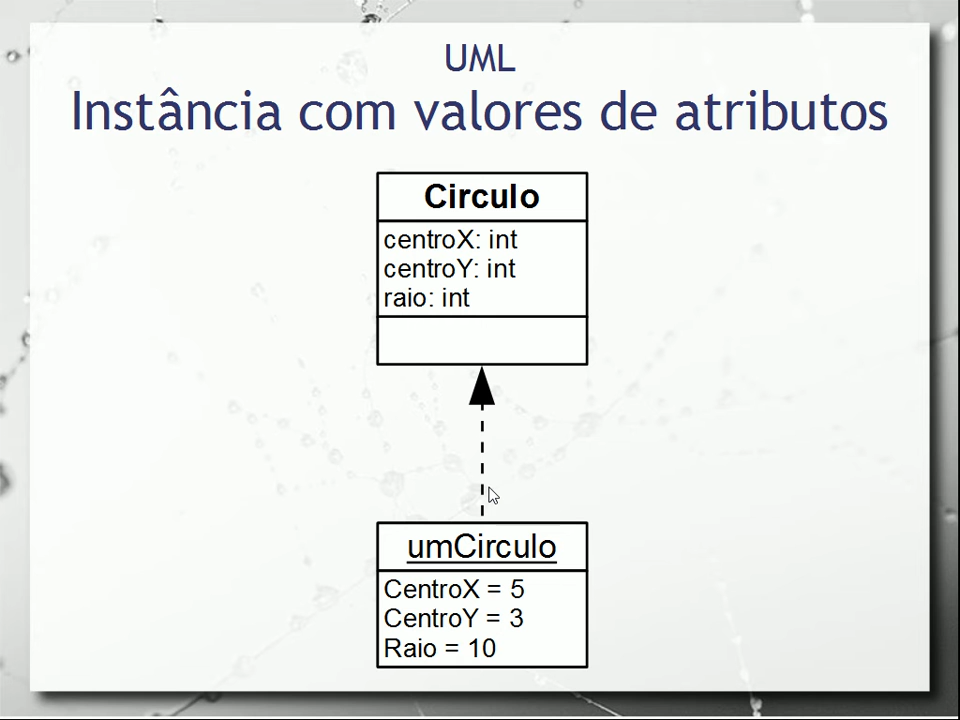 UML
Instância com valores de atributos
Circulo
centroX: int
centroY: int
raio: int
umCirculo
CentroX = 5
CentroY = 3
Raio = 10